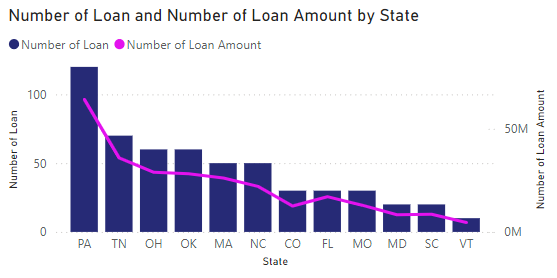 Number of Loan and Number of Loan Amount by State
Number of Loan Number of Loan Amount
Number of Loan
100
50
0
50M
0M
Number of Loan Amount
PA TN OH OK MA NC CO FL MO MD SC VT
State